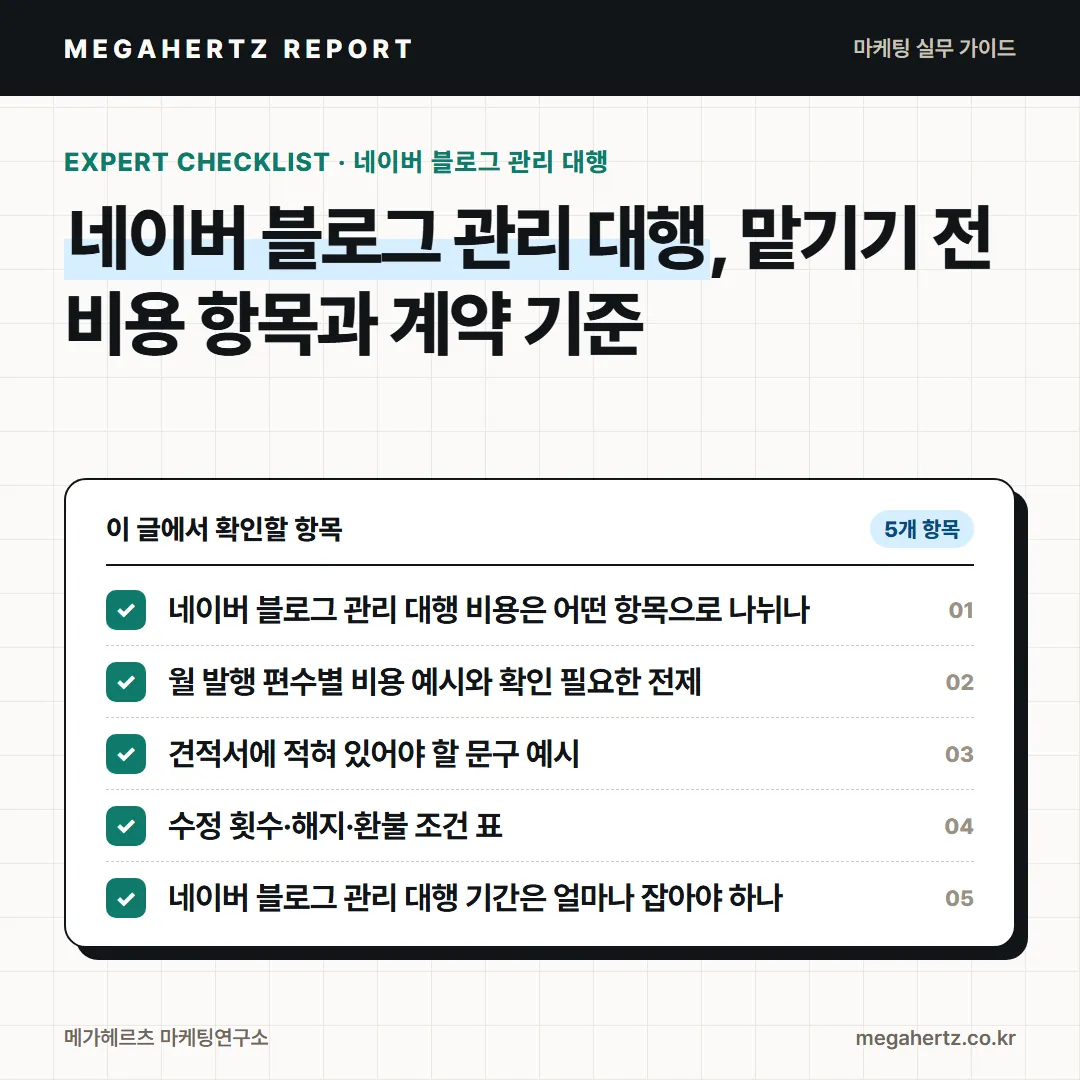 MEGAHERTZ REPORT
마케팅 실무 가이드
EXPERT CHECKLIST · 네이버 블로그 관리 대행
네이버 블로그 관리 대행, 맡기기 전
비용 항목과 계약 기준
이 글에서 확인할 항목
5개 항목
네이버 블로그 관리 대행 비용은 어떤 항목으로 나뉘나
01
월 발행 편수별 비용 예시와 확인 필요한 전제
02
견적서에 적혀 있어야 할 문구 예시
03
수정 횟수·해지·환불 조건 표
04
네이버 블로그 관리 대행 기간은 얼마나 잡아야 하나
05
메가헤르츠 마케팅연구소
megahertz.co.kr